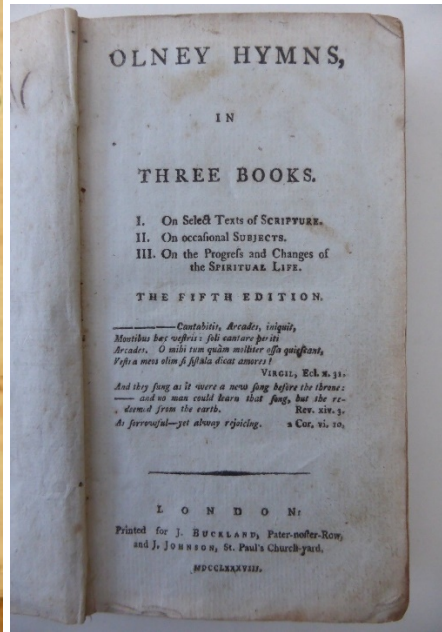 OLNEY HYMNS,
IN
THREE BOOKS.
I. On Select Texts of SCRIPTURE.
II. On occaſional SUBJECTS.
III. On the Progreſs and Changes of
the SPIRITUAL LIFE.
THE FIFTH EDITION.
———— Cantabitis, Arcades, inquit,
Montibus hæc veſtris: ſoli cantare periti
Arcades. O mihi tum quàm molliter oſſa quieſcant,
Veſtra meos olim ſi fiſtula dicat amores!
VIRGIL, Ecl. x. 31.
And they ſung as it were a new ſong before the throne:
—— and no man could learn that ſong, but the re-
deemed from the earth. Rev. xiv. 3.
As ſorrowful—yet alway rejoicing. 2 Cor. vi. 10.
LONDON:
Printed for J. BUCKLAND, Pater-noſter-Row,
and J. JOHNSON, St. Paul's Church-yard.
MDCCLXXXVIII.